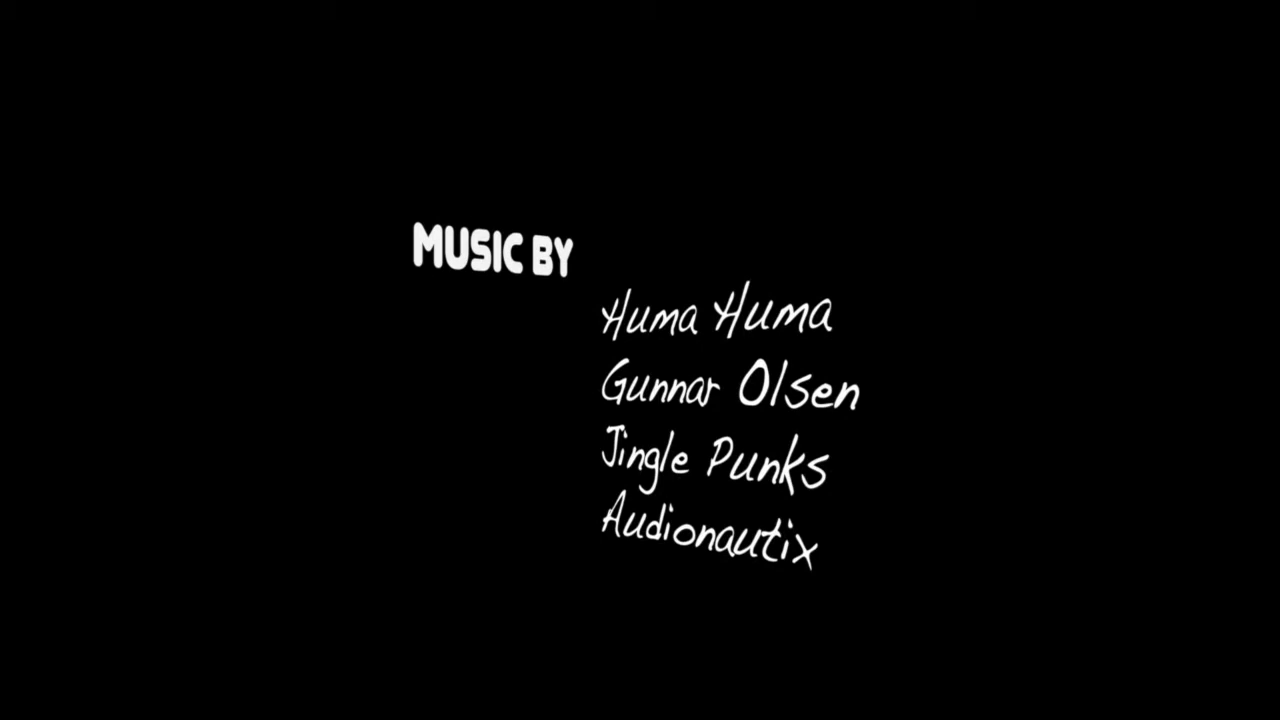 MUSIC BY
Huma Huma
Gunnar Olsen
Jingle Punks
Audionautix